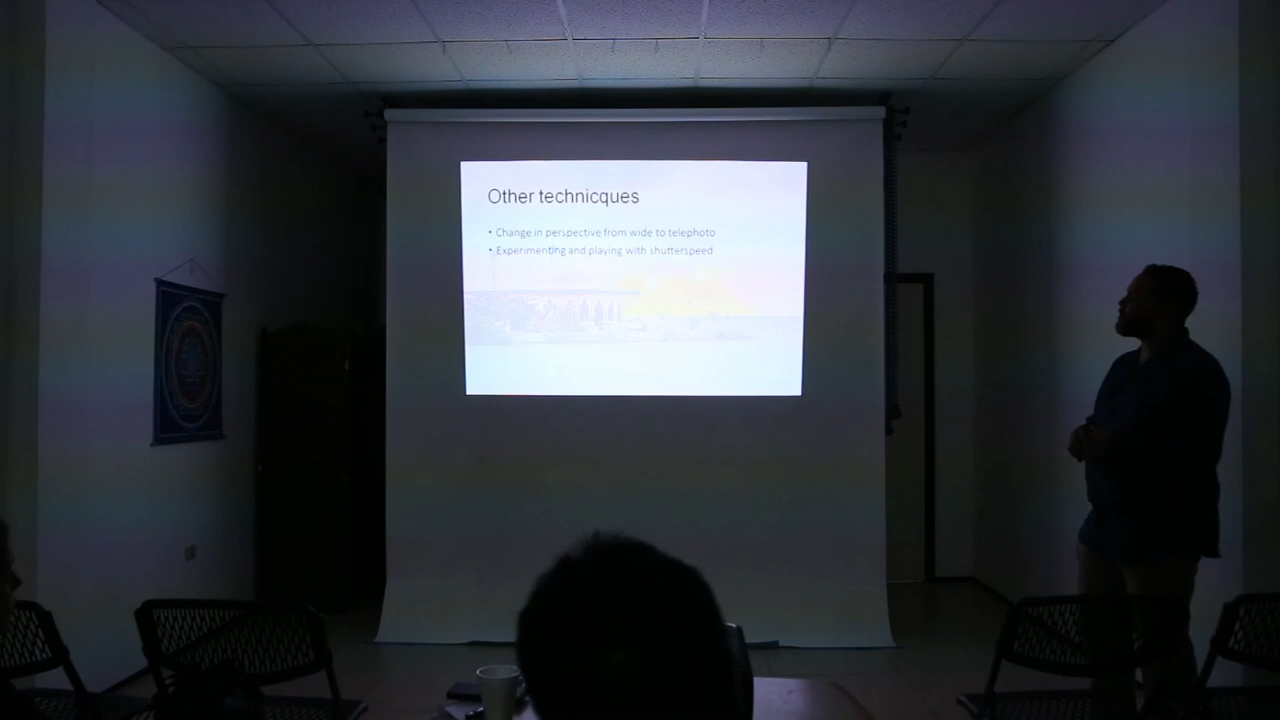 Other technicques
• Change in perspective from wide to telephoto
• Experimenting and playing with shutterspeed